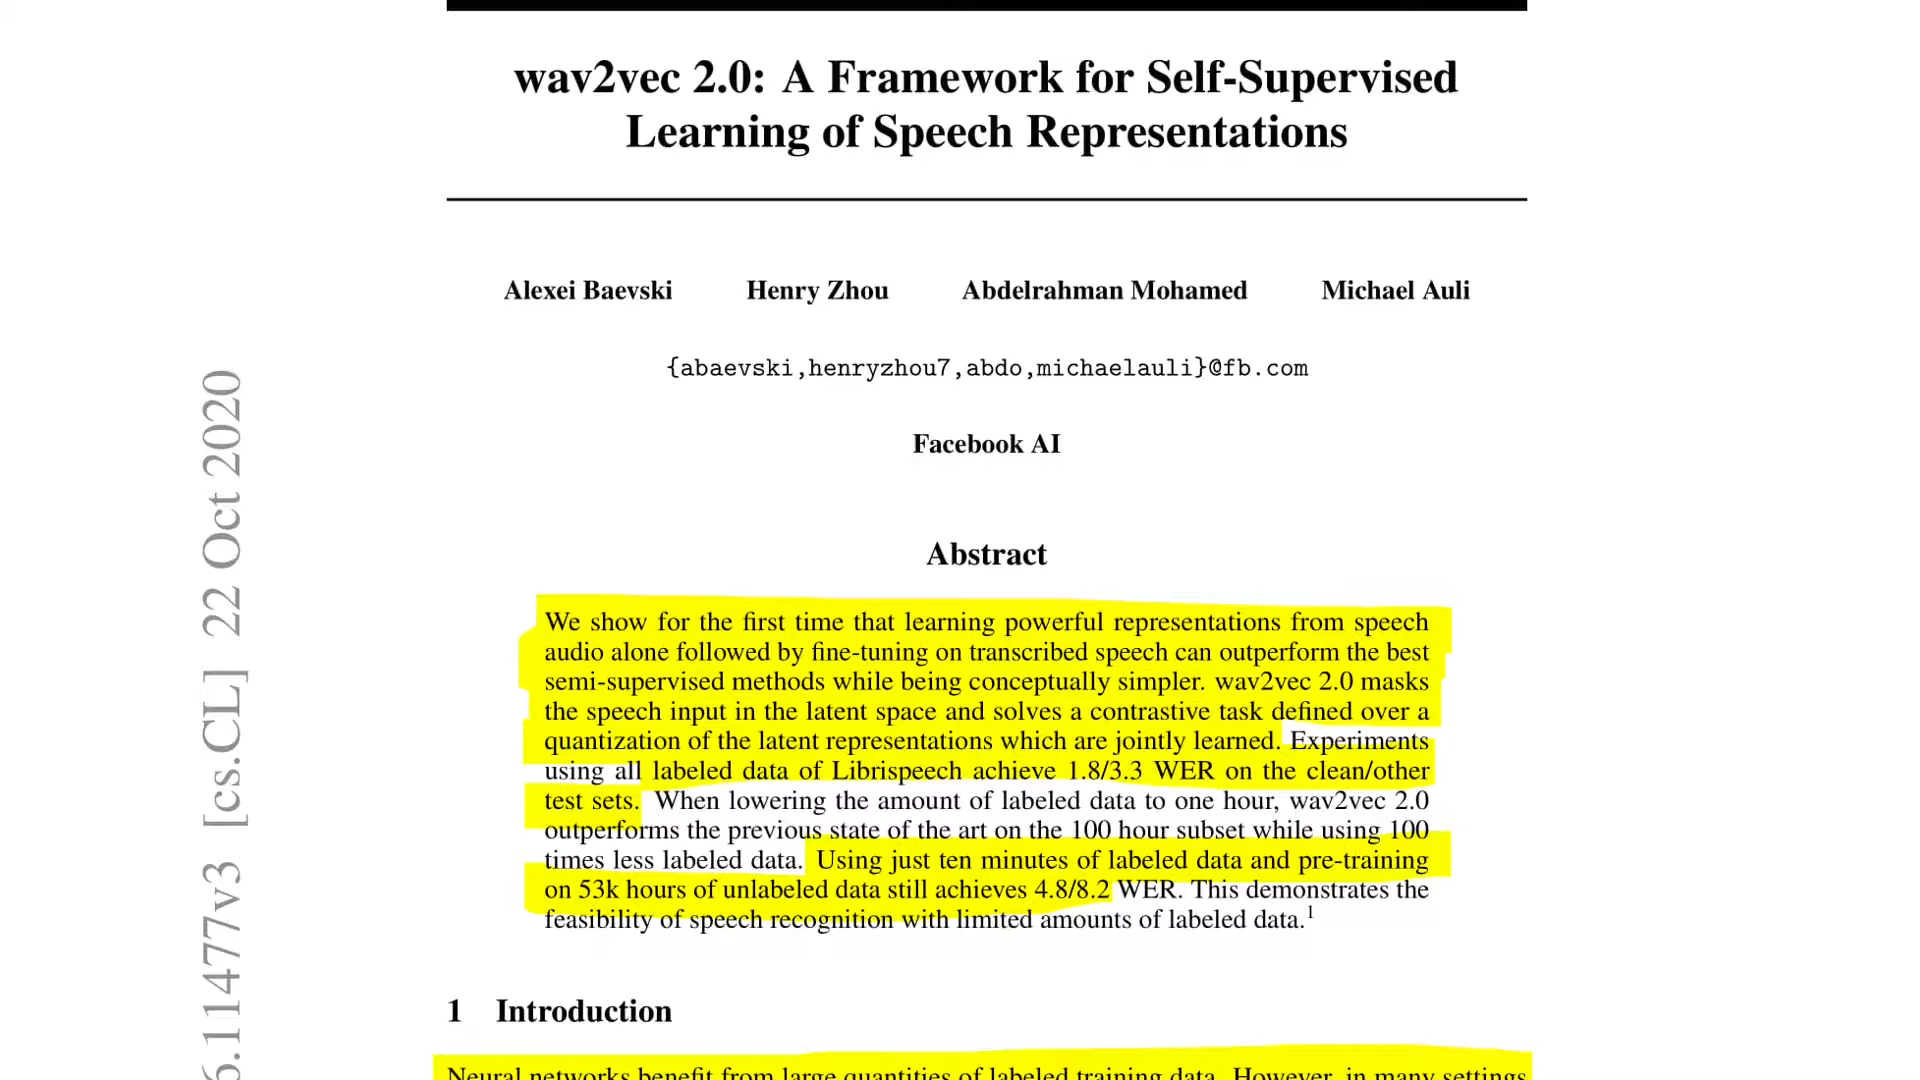 wav2vec 2.0: A Framework for Self-Supervised
Learning of Speech Representations
Alexei Baevski Henry Zhou Abdelrahman Mohamed Michael Auli
{abaevski,henryzhou7,abdo,michaelauli}@fb.com
Facebook AI
Abstract
We show for the first time that learning powerful representations from speech
audio alone followed by fine-tuning on transcribed speech can outperform the best
semi-supervised methods while being conceptually simpler. wav2vec 2.0 masks
the speech input in the latent space and solves a contrastive task defined over a
quantization of the latent representations which are jointly learned. Experiments
using all labeled data of Librispeech achieve 1.8/3.3 WER on the clean/other
test sets. When lowering the amount of labeled data to one hour, wav2vec 2.0
outperforms the previous state of the art on the 100 hour subset while using 100
times less labeled data. Using just ten minutes of labeled data and pre-training
on 53k hours of unlabeled data still achieves 4.8/8.2 WER. This demonstrates the
feasibility of speech recognition with limited amounts of labeled data.1
1 Introduction
Neural networks benefit from large quantities of labeled training data. However, in many settings
6.11477v3 [cs.CL] 22 Oct 2020